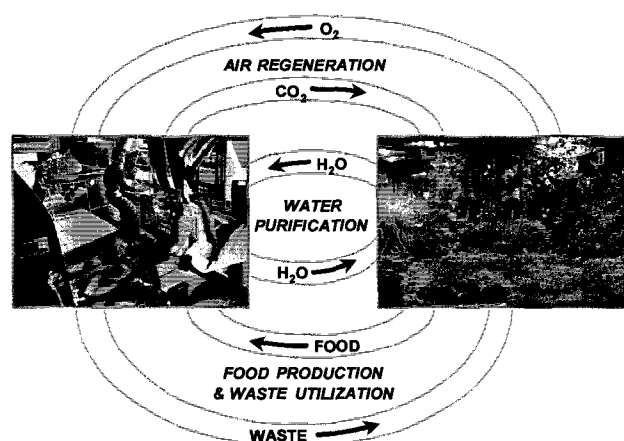 O₂
AIR REGENERATION
CO₂
H₂O
WATER
PURIFICATION
H₂O
FOOD
FOOD PRODUCTION
& WASTE UTILIZATION
WASTE